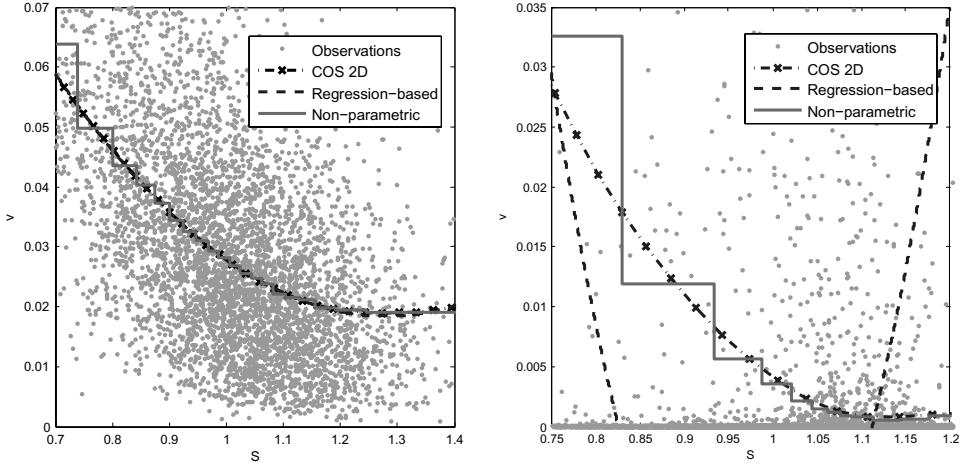 0.07
0.06
0.05
0.04
0.03
0.02
0.01
0
v
0.7
0.8
0.9
1
1.1
1.2
1.3
1.4
S
Observations
COS 2D
Regression−based
Non−parametric
0.035
0.03
0.025
0.02
0.015
0.01
0.005
0
v
0.75
0.8
0.85
0.9
0.95
1
1.05
1.1
1.15
1.2
S
Observations
COS 2D
Regression−based
Non−parametric